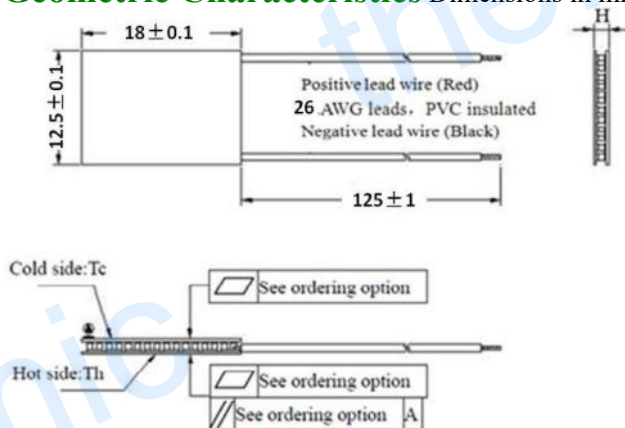 Geometric Characteristics Dimensions in
H
18±0.1
12.5±0.1
Positive lead wire (Red)
26 AWG leads, PVC insulated
Negative lead wire (Black)
125±1
Cold side:Tc
See ordering option
Hot side:Th
See ordering option
See ordering option A